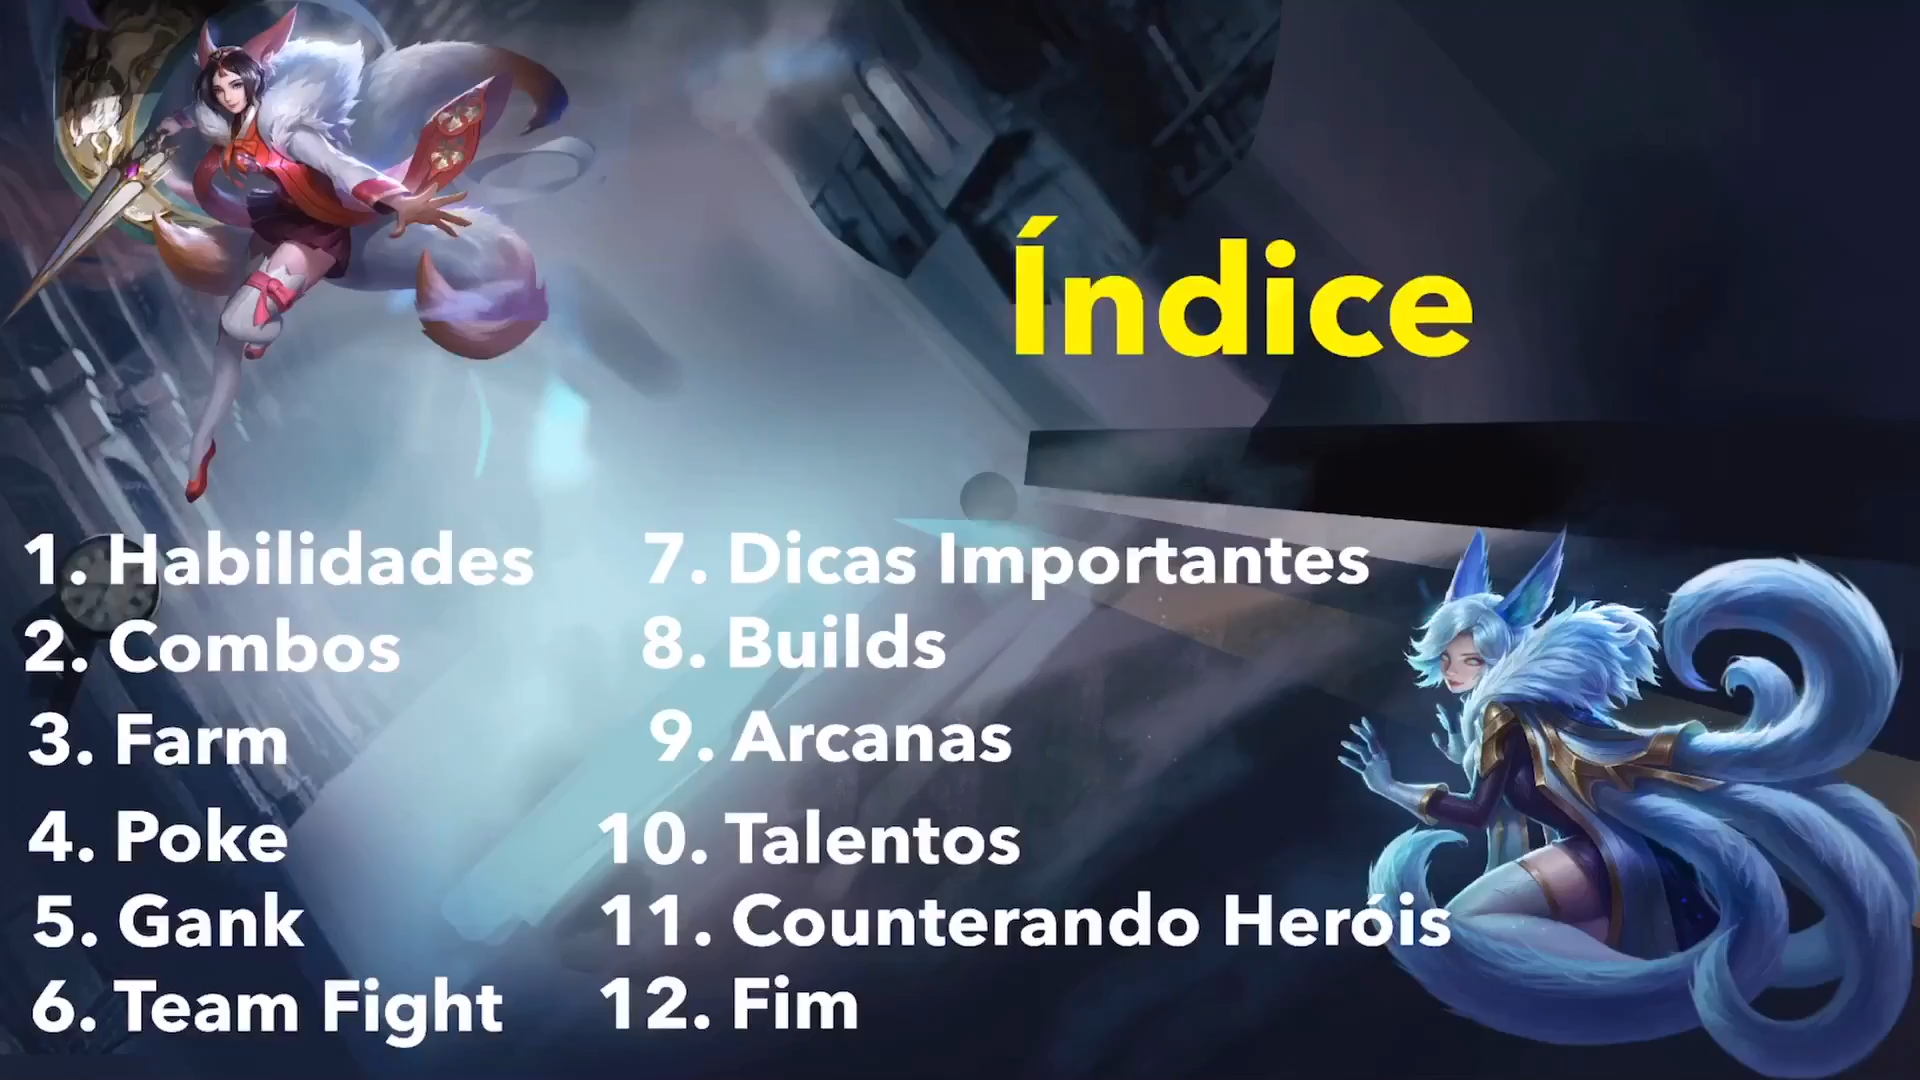 Índice
1. Habilidades
2. Combos
3. Farm
4. Poke
5. Gank
6. Team Fight
7. Dicas Importantes
8. Builds
9. Arcanas
10. Talentos
11. Counterando Heróis
12. Fim